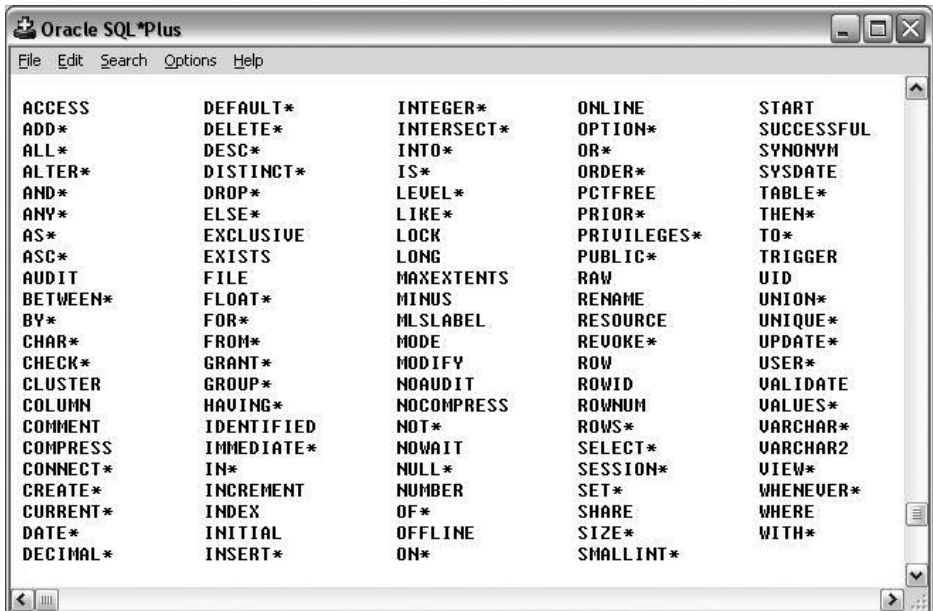 Oracle SQL*Plus
File Edit Search Options Help
ACCESS DEFAULT* INTEGER* ONLINE START
ADD* DELETE* INTERSECT* OPTION* SUCCESSFUL
ALL* DESC* INTO* OR* SYNONYM
ALTER* DISTINCT* IS* ORDER* SYSDATE
AND* DROP* LEVEL* PCTFREE TABLE*
ANY* ELSE* LIKE* PRIOR* THEN*
AS* EXCLUSIVE LOCK PRIVILEGES* TO*
ASC* EXISTS LONG PUBLIC* TRIGGER
AUDIT FILE MAXEXTENTS RAW UID
BETWEEN* FLOAT* MINUS RENAME UNION*
BY* FOR* MLSLABEL RESOURCE UNIQUE*
CHAR* FROM* MODE REVOKE* UPDATE*
CHECK* GRANT* MODIFY ROW USER*
CLUSTER GROUP* NOAUDIT ROWID VALIDATE
COLUMN HAVING* NOCOMPRESS ROWNUM VALUES*
COMMENT IDENTIFIED NOT* ROWS* VARCHAR*
COMPRESS IMMEDIATE* NOWAIT SELECT* VARCHAR2
CONNECT* IN* NULL* SESSION* VIEW*
CREATE* INCREMENT NUMBER SET* WHENEVER*
CURRENT* INDEX OF* SHARE WHERE
DATE* INITIAL OFFLINE SIZE* WITH*
DECIMAL* INSERT* ON* SMALLINT*